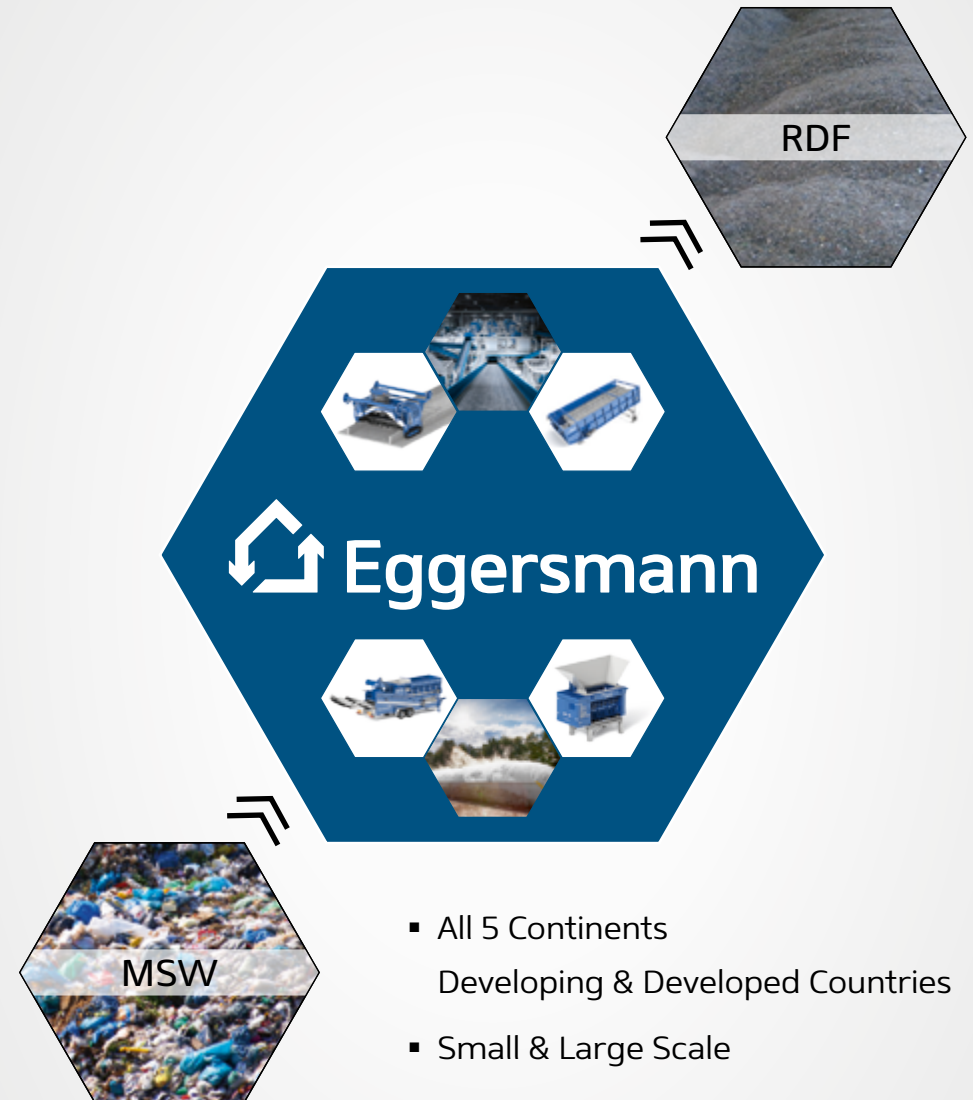 RDF
Eggersmann
MSW
▪ All 5 Continents
Developing & Developed Countries
▪ Small & Large Scale